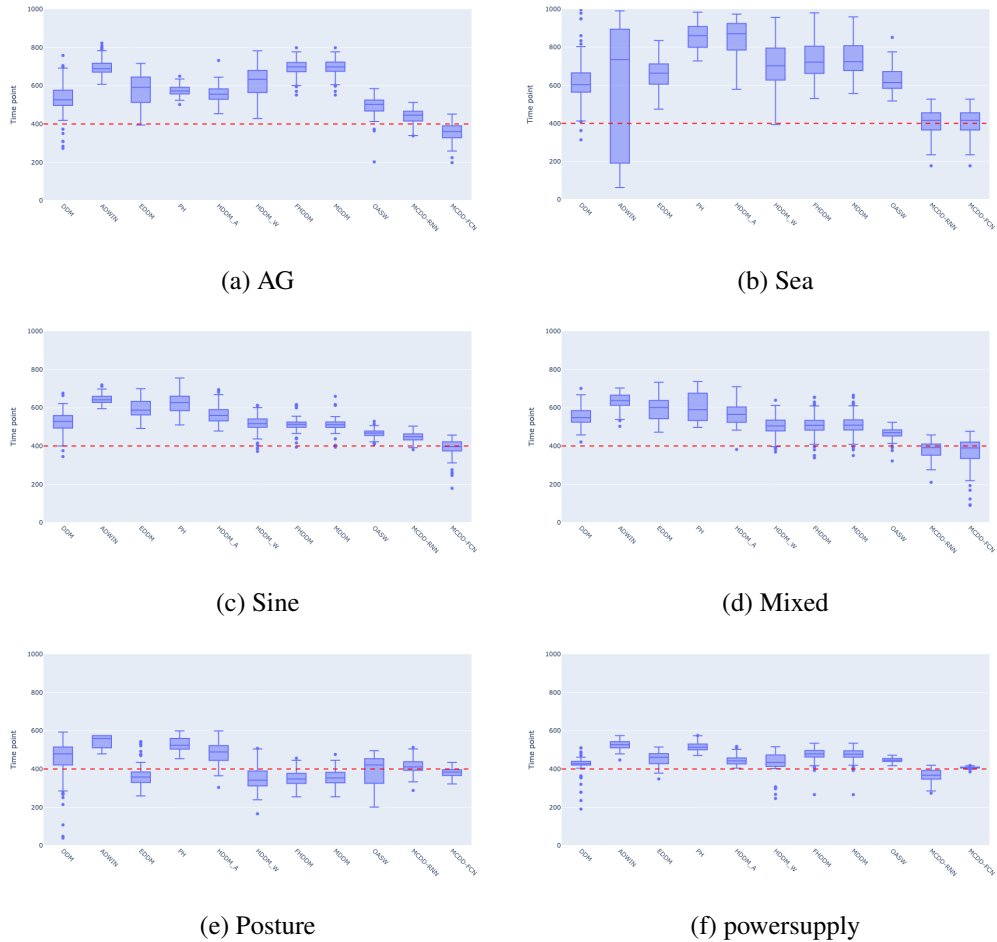 1000
800
600
400
200
0
Time point
DDM
ADWIN
EDDM
PH
HDDM_A
HDDM_W
FHDDM
MDDM
OASW
MCDD-RNN
MCDD-FCN
(a) AG
1000
800
600
400
200
0
Time point
DDM
ADWIN
EDDM
PH
HDDM_A
HDDM_W
FHDDM
MDDM
OASW
MCDD-RNN
MCDD-FCN
(b) Sea
1000
800
600
400
200
0
Time point
DDM
ADWIN
EDDM
PH
HDDM_A
HDDM_W
FHDDM
MDDM
OASW
MCDD-RNN
MCDD-FCN
(c) Sine
1000
800
600
400
200
0
Time point
DDM
ADWIN
EDDM
PH
HDDM_A
HDDM_W
FHDDM
MDDM
OASW
MCDD-RNN
MCDD-FCN
(d) Mixed
1000
800
600
400
200
0
Time point
DDM
ADWIN
EDDM
PH
HDDM_A
HDDM_W
FHDDM
MDDM
OASW
MCDD-RNN
MCDD-FCN
(e) Posture
1000
800
600
400
200
0
Time point
DDM
ADWIN
EDDM
PH
HDDM_A
HDDM_W
FHDDM
MDDM
OASW
MCDD-RNN
MCDD-FCN
(f) powersupply